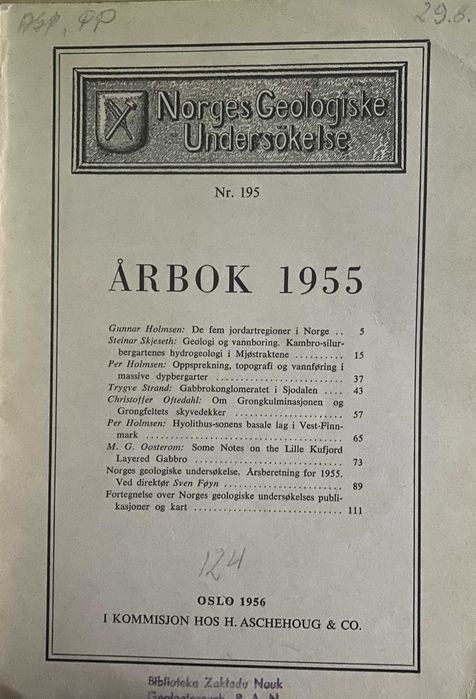 29.8.
Norges Geologiske
Undersökelse
Nr. 195
ÅRBOK 1955
Gunnar Holmsen: De fem jordartregioner i Norge .. 5
Steinar Skjeseth: Geologi og vannboring. Kambro-silur-
bergartenes hydrogeologi i Mjøstraktene .......... 15
Per Holmsen: Oppsprekning, topografi og vannføring i
massive dypbergarter ........................ 37
Trygve Strand: Gabbrokonglomeratet i Sjodalen .... 43
Christoffer Oftedahl: Om Grongkulminasjonen og
Grongfeltets skyvedekker .................... 57
Per Holmsen: Hyolithus-sonens basale lag i Vest-Finn-
mark ...................................... 65
M. G. Oosterom: Some Notes on the Lille Kufjord
Layered Gabbro ............................ 73
Norges geologiske undersøkelse. Årsberetning for 1955.
Ved direktør Sven Føyn ...................... 89
Fortegnelse over Norges geologiske undersøkelses publi-
kasjoner og kart ............................ 111
124
OSLO 1956
I KOMMISJON HOS H. ASCHEHOUG & CO.
Biblioteka Zakładu Nauk